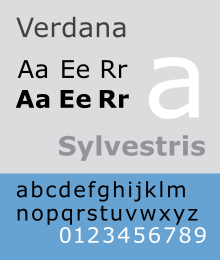 Verdana
Aa Ee Rr
Aa Ee Rr
a
Sylvestris
abcdefghijklm
nopqrstuvwxyz
0123456789